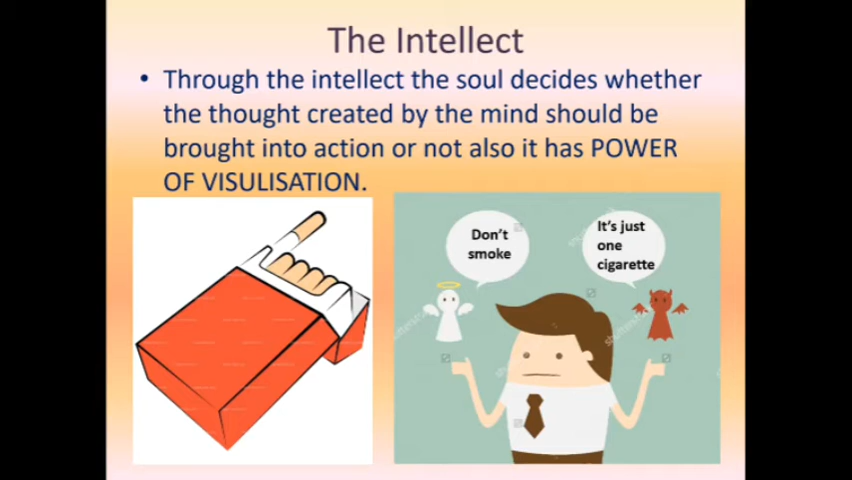 The Intellect
• Through the intellect the soul decides whether
the thought created by the mind should be
brought into action or not also it has POWER
OF VISULISATION.
Don't
smoke
It's just
one
cigarette